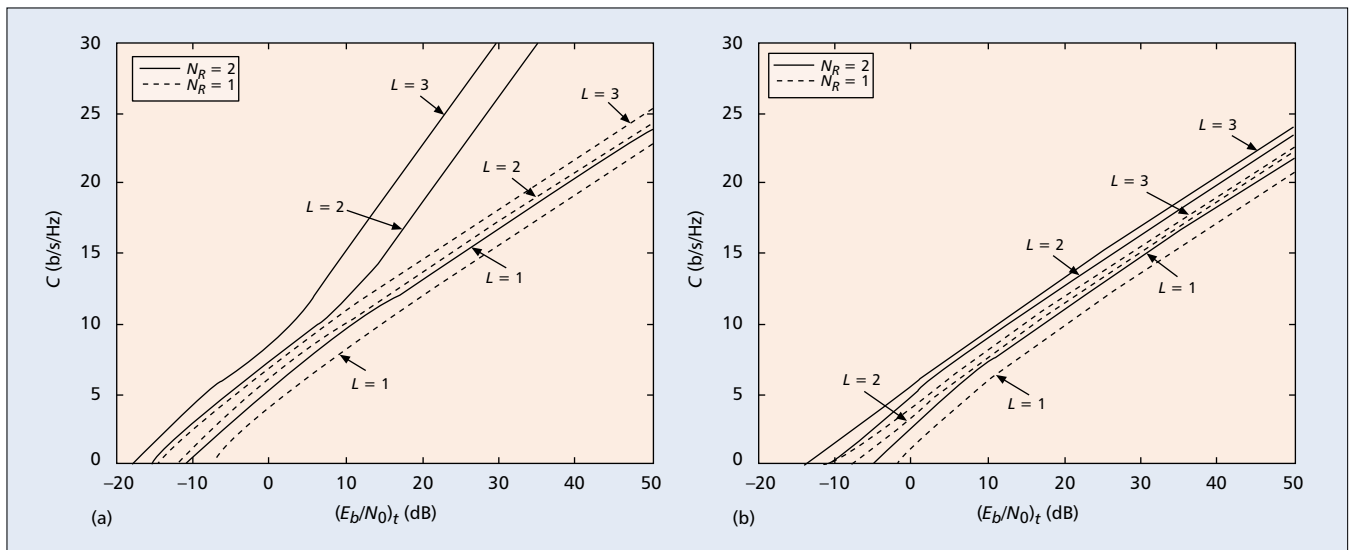 30
25
20
15
10
5
0
C (b/s/Hz)
N_R = 2
N_R = 1
L = 3
L = 3
L = 2
L = 2
L = 1
L = 1
−20 −10 0 10 20 30 40 50
(a)
(E_b/N_0)_t (dB)
30
25
20
15
10
5
0
C (b/s/Hz)
N_R = 2
N_R = 1
L = 3
L = 3
L = 2
L = 1
L = 2
L = 1
−20 −10 0 10 20 30 40 50
(b)
(E_b/N_0)_t (dB)